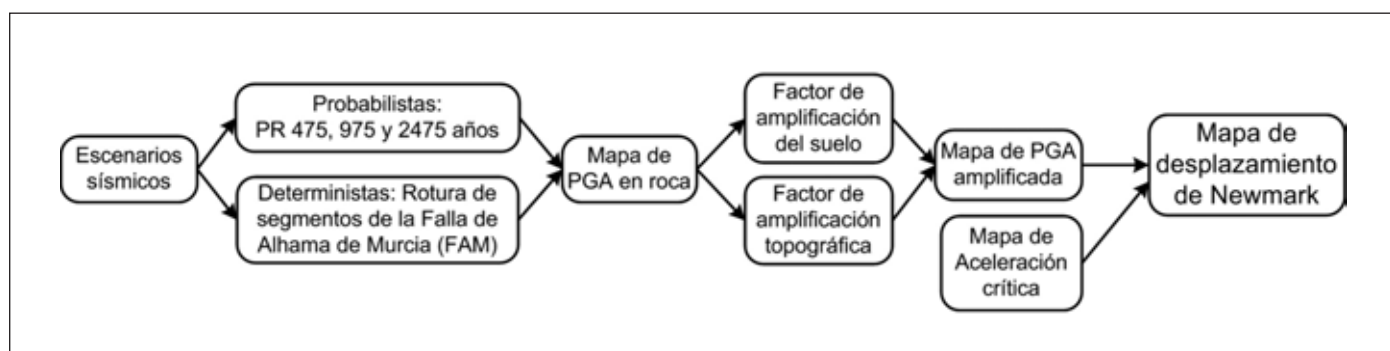 Escenarios
sísmicos
Probabilistas:
PR 475, 975 y 2475 años
Deterministas: Rotura de
segmentos de la Falla de
Alhama de Murcia (FAM)
Mapa de
PGA en roca
Factor de
amplificación
del suelo
Factor de
amplificación
topográfica
Mapa de PGA
amplificada
Mapa de
Aceleración
crítica
Mapa de
desplazamiento
de Newmark